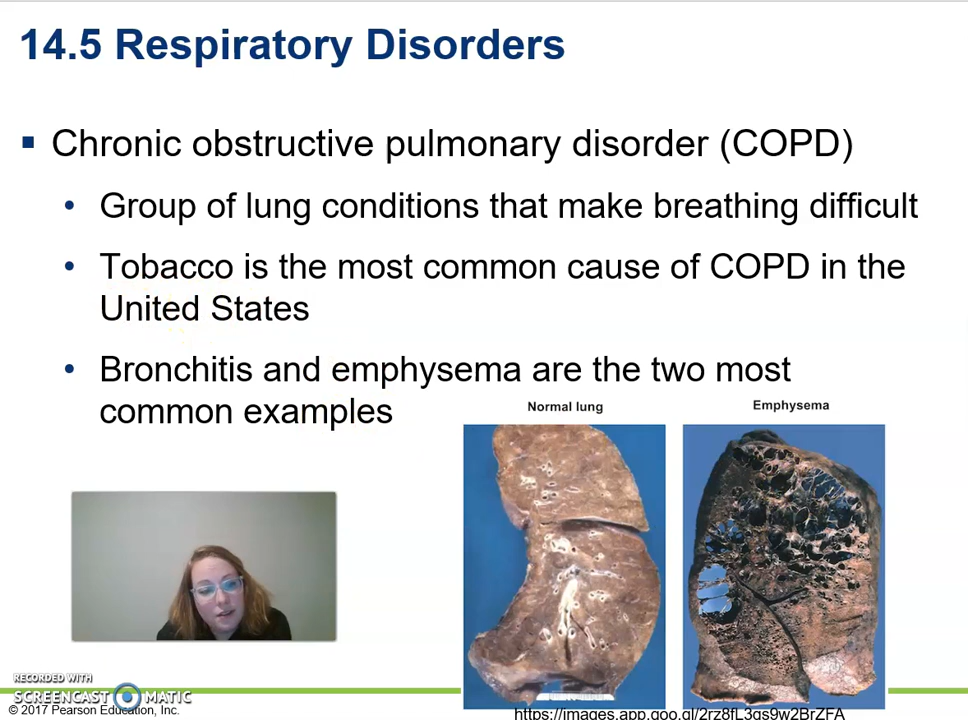 14.5 Respiratory Disorders
Chronic obstructive pulmonary disorder (COPD)
Group of lung conditions that make breathing difficult
Tobacco is the most common cause of COPD in the
United States
Bronchitis and emphysema are the two most
common examples
Normal lung
Emphysema
RECORDED WITH
SCREENCAST MATIC
© 2017 Pearson Education, Inc.
https://images.app.goo.gl/2rz8fL3gs9w2BrZFA